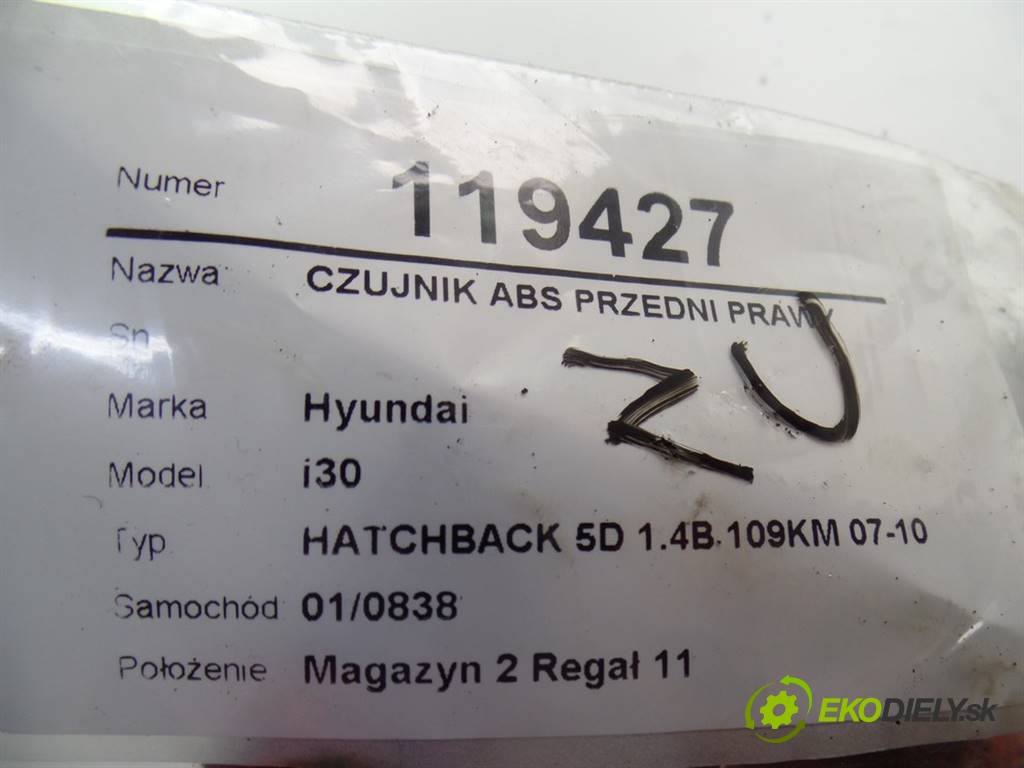 Numer 119427
Nazwa: CZUJNIK ABS PRZEDNI PRAWY
Sn
Marka Hyundai
Model i30
Typ HATCHBACK 5D 1.4B 109KM 07-10
Samochód 01/0838
Położenie Magazyn 2 Regał 11
ZU
EKODIELY.sk